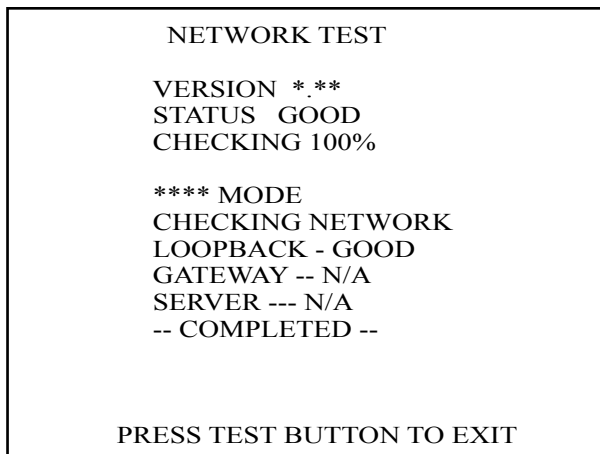 NETWORK TEST
VERSION *.**
STATUS GOOD
CHECKING 100%
**** MODE
CHECKING NETWORK
LOOPBACK - GOOD
GATEWAY -- N/A
SERVER --- N/A
-- COMPLETED --
PRESS TEST BUTTON TO EXIT